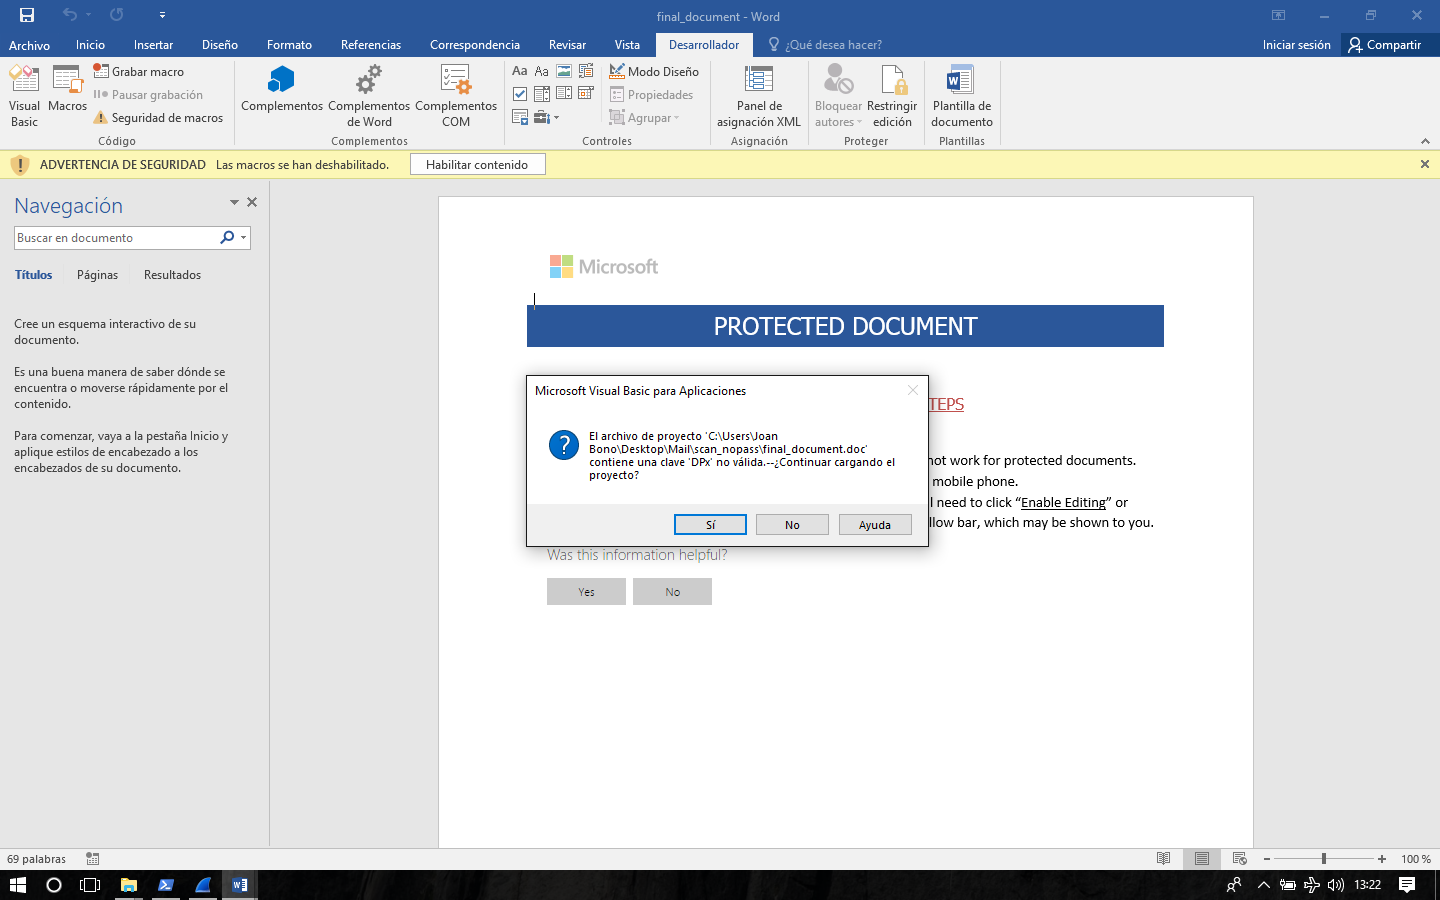 final_document - Word
Archivo Inicio Insertar Diseño Formato Referencias Correspondencia Revisar Vista Desarrollador ¿Qué desea hacer? Iniciar sesión Compartir
Visual Basic
Macros
Grabar macro
Pausar grabación
Seguridad de macros
Código
Complementos
Complementos de Word
Complementos COM
Complementos
Aa Aa
Modo Diseño
Propiedades
Agrupar
Controles
Panel de asignación XML
Asignación
Bloquear autores
Restringir edición
Proteger
Plantilla de documento
Plantillas
ADVERTENCIA DE SEGURIDAD Las macros se han deshabilitado. Habilitar contenido
Navegación
Buscar en documento
Títulos Páginas Resultados
Cree un esquema interactivo de su
documento.
Es una buena manera de saber dónde se
encuentra o moverse rápidamente por el
contenido.
Para comenzar, vaya a la pestaña Inicio y
aplique estilos de encabezado a los
encabezados de su documento.
Microsoft
PROTECTED DOCUMENT
TEPS
not work for protected documents.
mobile phone.
need to click “Enable Editing” or
llow bar, which may be shown to you.
Microsoft Visual Basic para Aplicaciones
El archivo de proyecto 'C:\Users\Joan
Bono\Desktop\Mail\scan_nopass\final_document.doc'
contiene una clave 'DPx' no válida.--¿Continuar cargando el
proyecto?
Sí No Ayuda
Was this information helpful?
Yes No
69 palabras
100 %
13:22